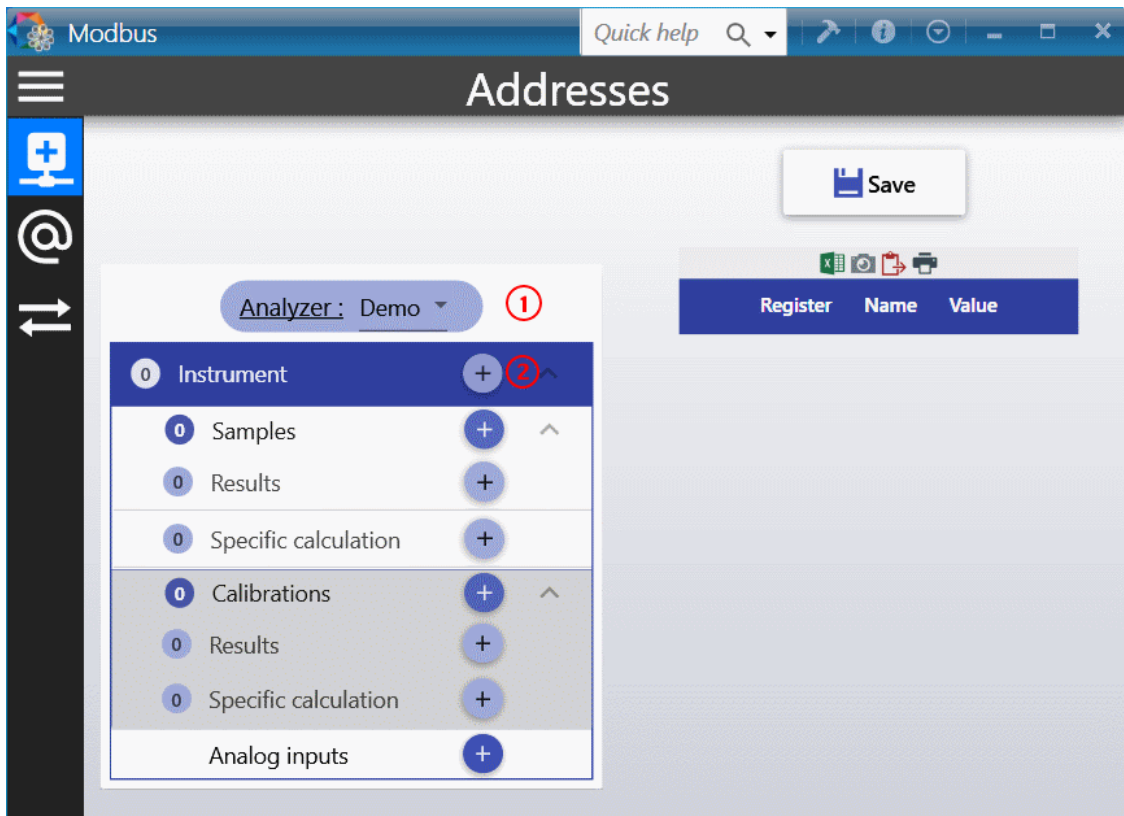 Modbus
Quick help
Addresses
Save
Analyzer : Demo
1
Register Name Value
0 Instrument + 2
0 Samples +
0 Results +
0 Specific calculation +
0 Calibrations +
0 Results +
0 Specific calculation +
Analog inputs +